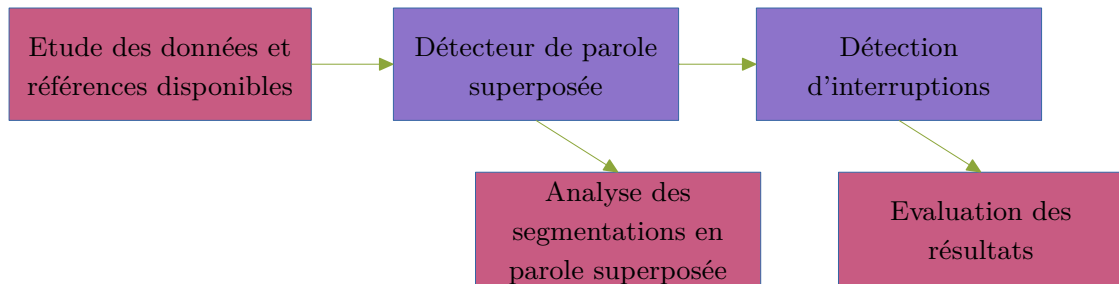 Etude des données et
références disponibles
Détecteur de parole
superposée
Détection
d'interruptions
Analyse des
segmentations en
parole superposée
Evaluation des
résultats